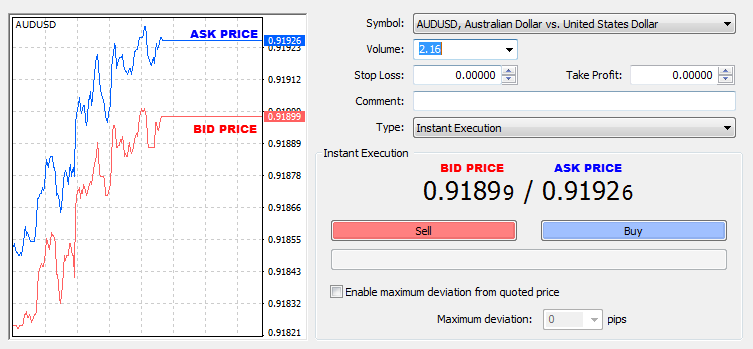 AUDUSD
ASK PRICE
0.91926
0.91923
0.91912
0.91899
BID PRICE
0.91889
0.91878
0.91866
0.91855
0.91843
0.91832
0.91821
Symbol: AUDUSD, Australian Dollar vs. United States Dollar
Volume: 2.16
Stop Loss: 0.00000 Take Profit: 0.00000
Comment:
Type: Instant Execution
Instant Execution
BID PRICE ASK PRICE
0.91899 / 0.91926
Sell Buy
Enable maximum deviation from quoted price
Maximum deviation: 0 pips